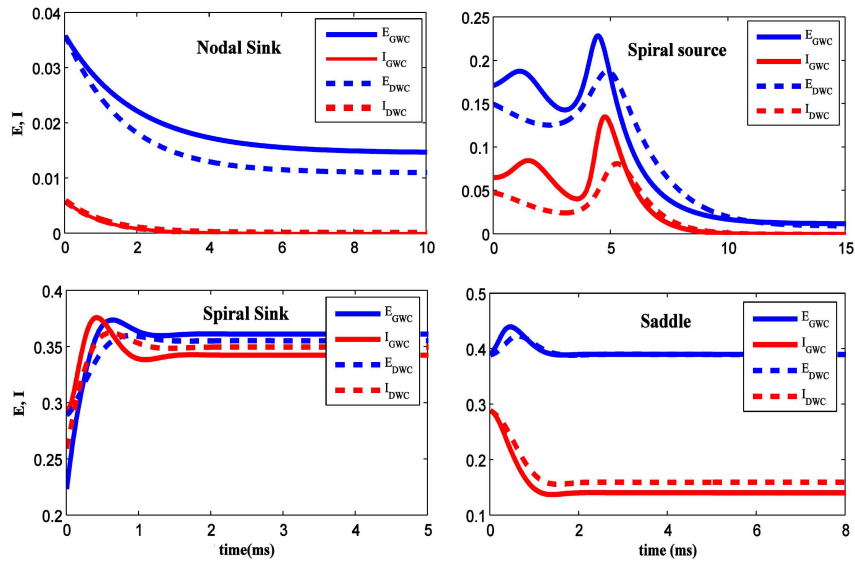 Nodal Sink
E_GWC
I_GWC
E_DWC
I_DWC
E, I
0.04
0.03
0.02
0.01
0
0 2 4 6 8 10
Spiral source
E_GWC
I_GWC
E_DWC
I_DWC
0.25
0.2
0.15
0.1
0.05
0
0 5 10 15
Spiral Sink
E_GWC
I_GWC
E_DWC
I_DWC
E, I
0.4
0.35
0.3
0.25
0.2
0 1 2 3 4 5
time(ms)
Saddle
E_GWC
I_GWC
E_DWC
I_DWC
0.5
0.4
0.3
0.2
0.1
0 2 4 6 8
time (ms)